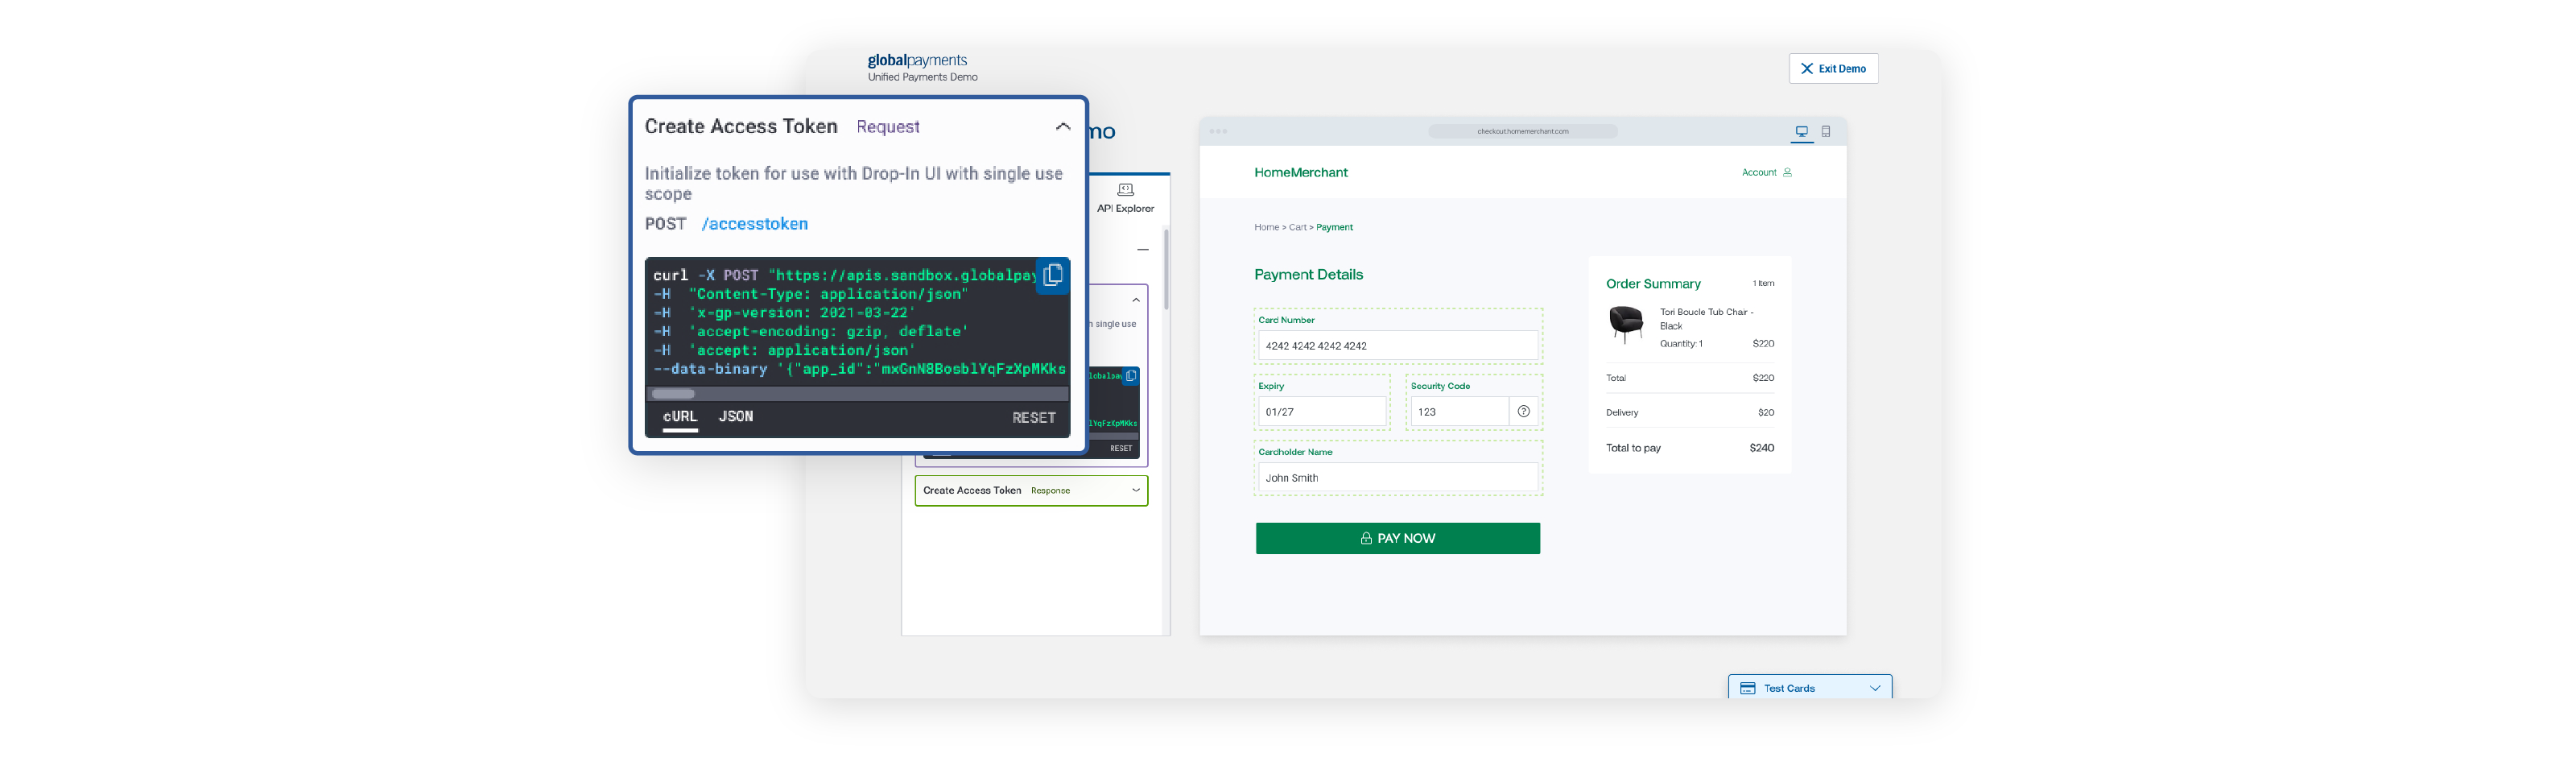 globalpayments
Unified Payments Demo
Exit Demo
Create Access Token Request
Initialize token for use with Drop-In UI with single use
scope
POST /accesstoken
curl -X POST "https://apis.sandbox.globalpay
-H "Content-Type: application/json"
-H 'x-gp-version: 2021-03-22'
-H 'accept-encoding: gzip, deflate'
-H 'accept: application/json'
--data-binary '{"app_id":"mxGnN8BosblYqFzXpMKks
cURL JSON RESET
mo
API Explorer
single use
lobalpay
lYqFzXpMKks
RESET
Create Access Token Response
checkout.homemerchant.com
HomeMerchant
Account
Home > Cart > Payment
Payment Details
Card Number
4242 4242 4242 4242
Expiry
01/27
Security Code
123
Cardholder Name
John Smith
PAY NOW
Order Summary 1 Item
Tori Boucle Tub Chair -
Black
Quantity: 1 $220
Total $220
Delivery $20
Total to pay $240
Test Cards